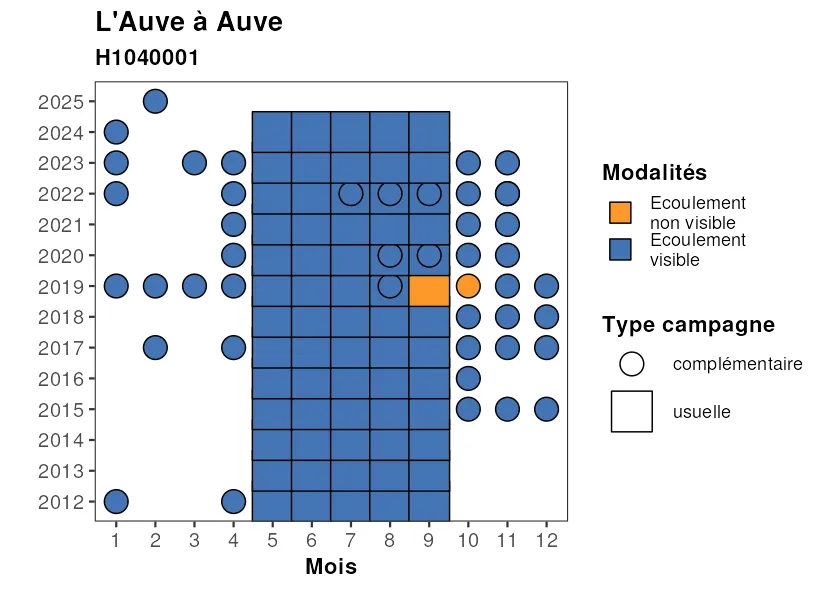 L'Auve à Auve
H1040001
2025
2024
2023
2022
2021
2020
2019
2018
2017
2016
2015
2014
2013
2012
1 2 3 4 5 6 7 8 9 10 11 12
Mois
Modalités
Ecoulement
non visible
Ecoulement
visible
Type campagne
complémentaire
usuelle